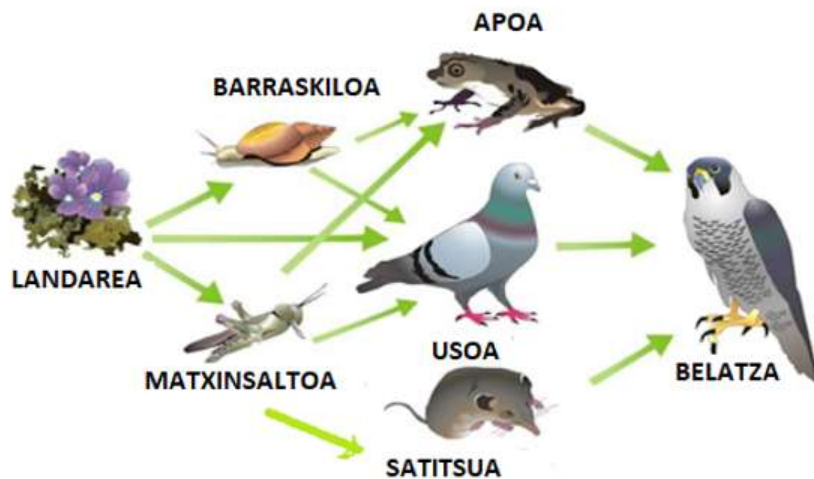 APOA
BARRASKILOA
LANDAREA
USOA
MATXINSALTOA
BELATZA
SATITSUA